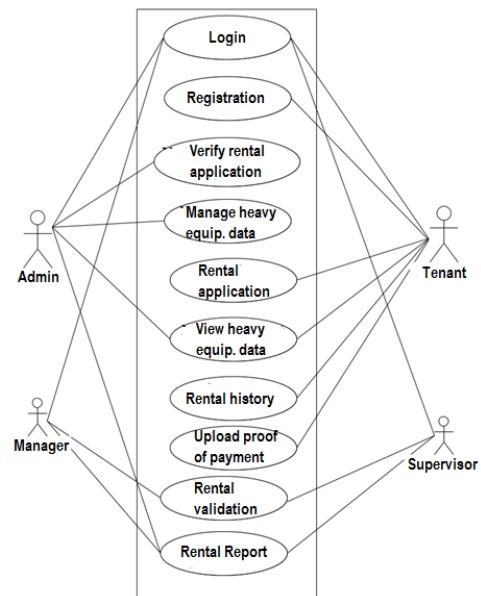 Login
Registration
Verify rental
application
Manage heavy
equip. data
Admin
Tenant
Rental
application
View heavy
equip. data
Rental history
Manager
Upload proof
of payment
Supervisor
Rental
validation
Rental Report